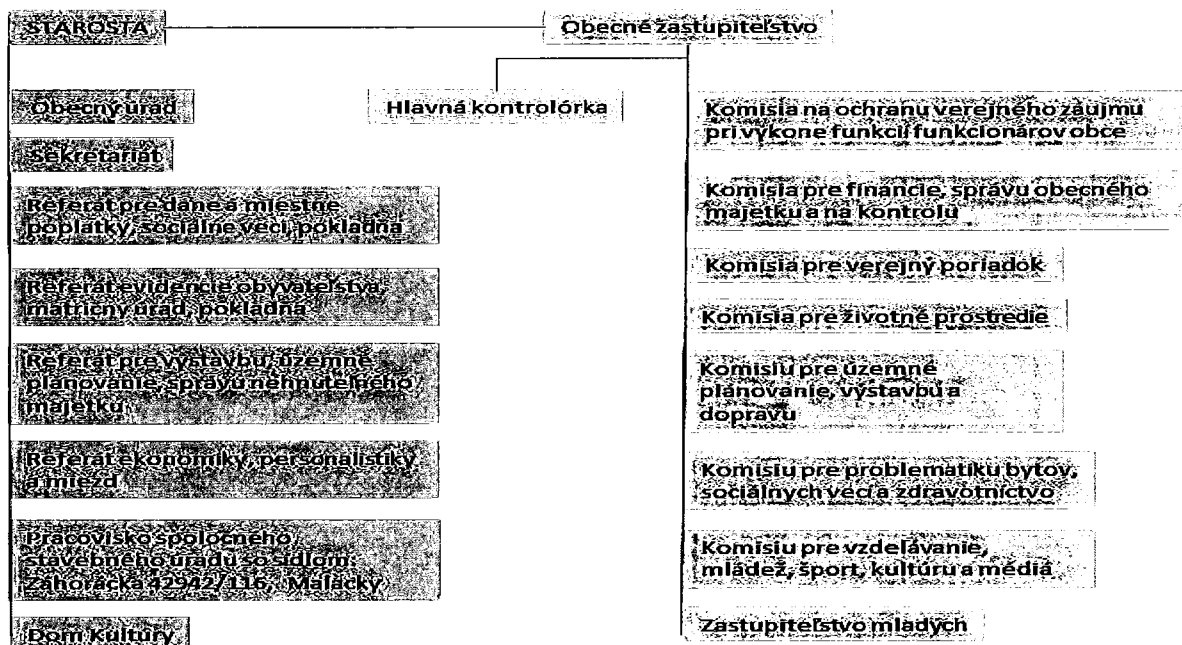 STAROSTA
Obecné zastupiteľstvo
Obecný úrad
Hlavná kontrolórka
Sekretariát
Referát pre dane a miestne
poplatky, sociálne veci, pokladňa
Referát evidencie obyvateľstva,
matričný úrad, pokladňa
Referát pre výstavbu, územné
plánovanie, správu nehnuteľného
majetku
Referát ekonomiky, personalistiky
a miezd
Pracovisko spoločného
stavebného úradu so sídlom:
Záhorácka 42942/116, Malacky
Dom Kultúry
Komisia na ochranu verejného záujmu
pri výkone funkcií funkcionárov obce
Komisia pre financie, správu obecného
majetku a na kontrolu
Komisia pre verejný poriadok
Komisia pre životné prostredie
Komisiu pre územné
plánovanie, výstavbu a
dopravu
Komisiu pre problematiku bytov,
sociálnych vecí a zdravotníctvo
Komisiu pre vzdelávanie,
mládež, šport, kultúru a médiá
Zastupiteľstvo mladých